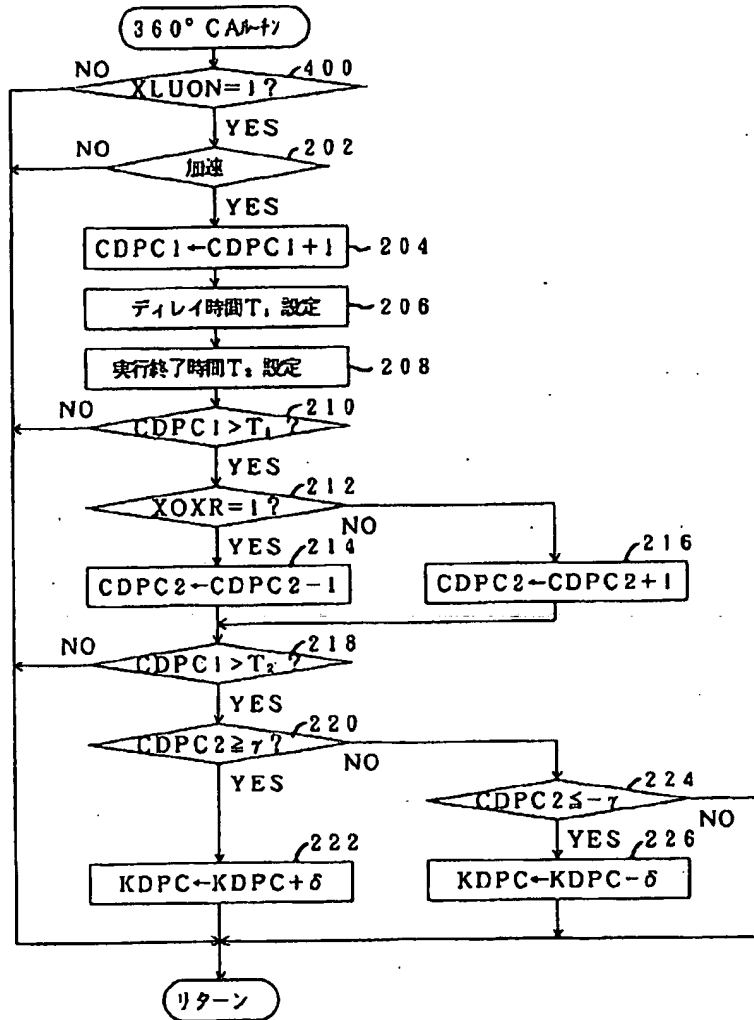 360° CAルーチン
400
NO
XLUON=1?
YES
202
NO
加速
YES
CDPC1←CDPC1+1
204
ディレイ時間T₁設定
206
実行終了時間T₂設定
208
210
NO
CDPC1>T₁?
YES
212
XOXR=1?
NO
YES
214
216
CDPC2←CDPC2-1
CDPC2←CDPC2+1
218
NO
CDPC1>T₂?
YES
220
CDPC2≧γ?
NO
YES
224
CDPC2≦-γ
NO
YES
222
226
KDPC←KDPC+δ
KDPC←KDPC-δ
リターン